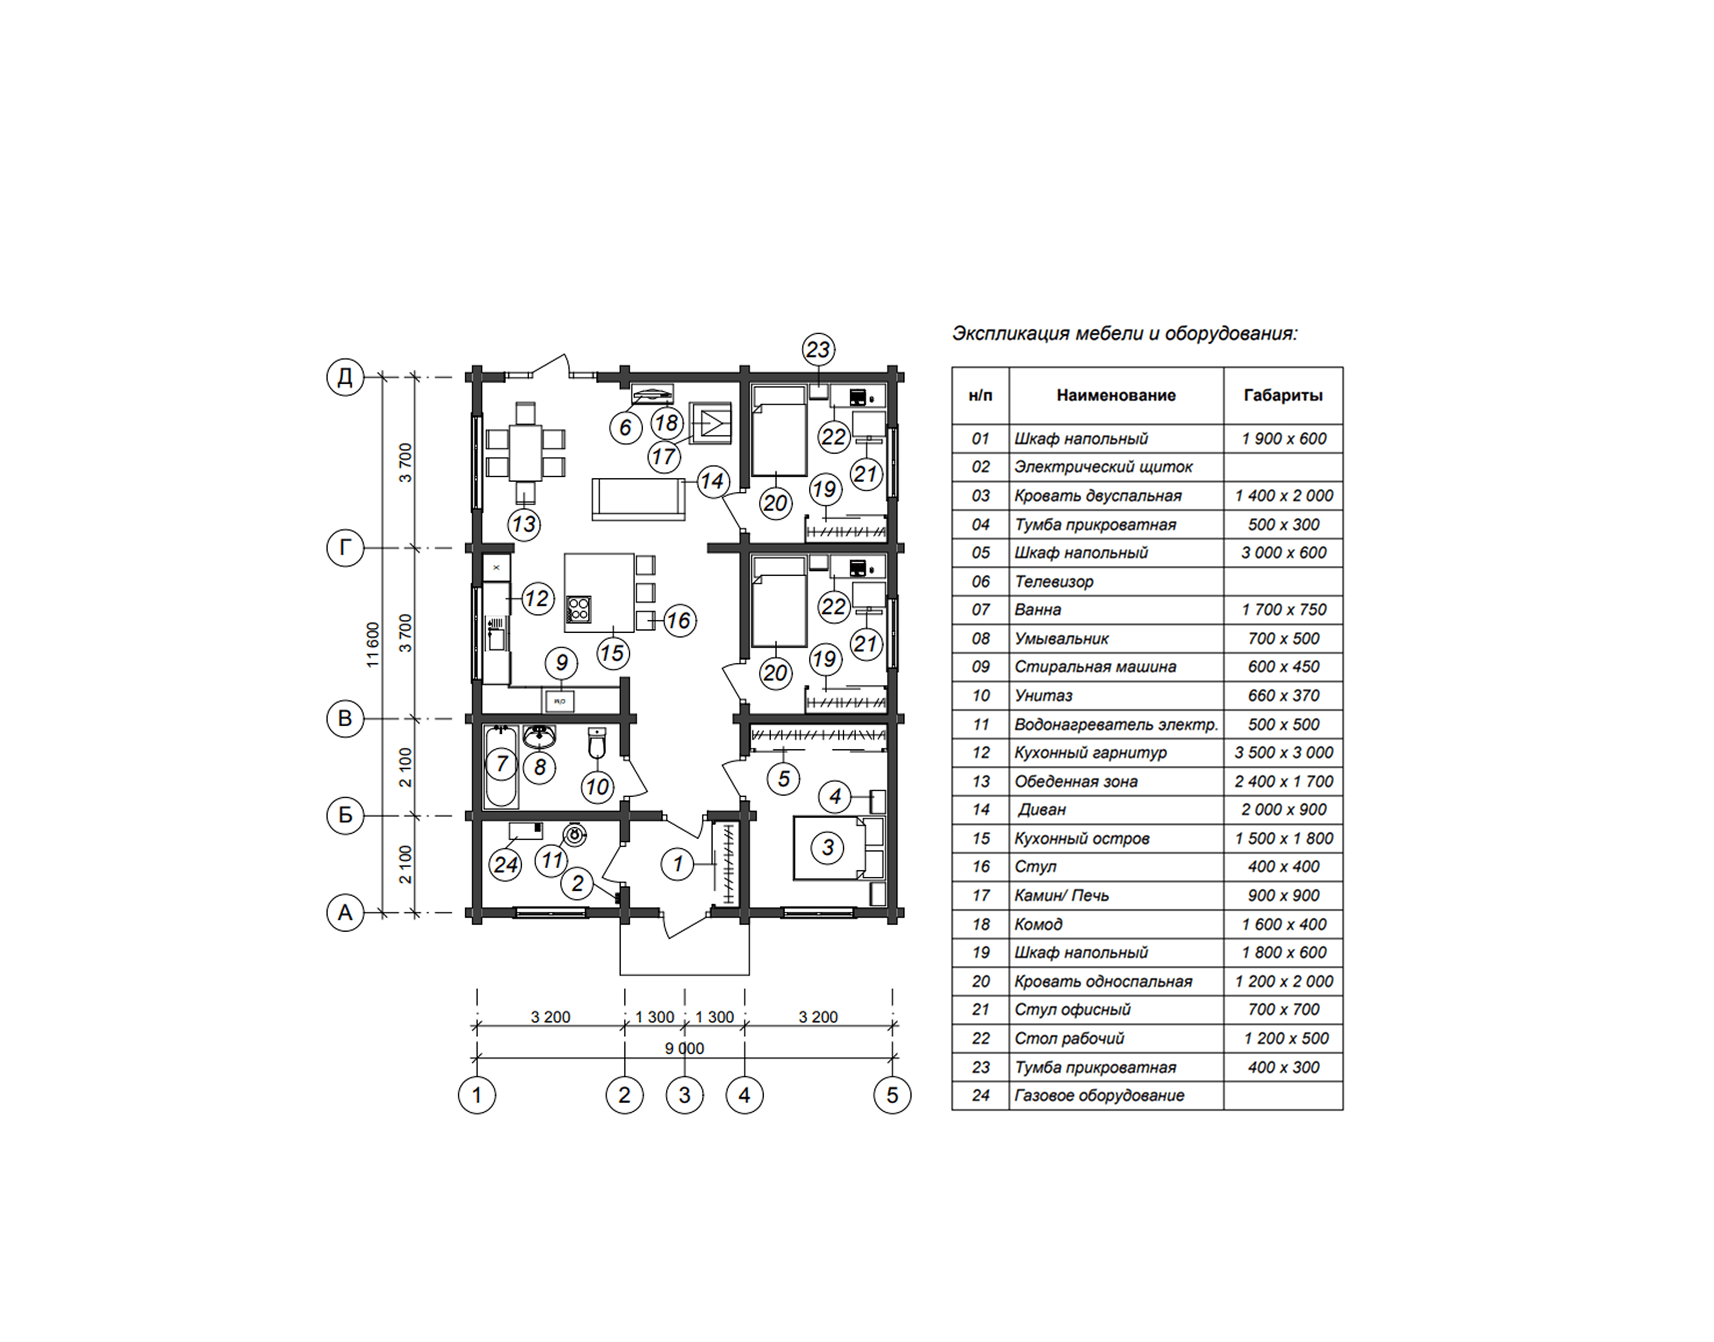 Экспликация мебели и оборудования:
н/п Наименование Габариты
01 Шкаф напольный 1 900 x 600
02 Электрический щиток
03 Кровать двуспальная 1 400 x 2 000
04 Тумба прикроватная 500 x 300
05 Шкаф напольный 3 000 x 600
06 Телевизор
07 Ванна 1 700 x 750
08 Умывальник 700 x 500
09 Стиральная машина 600 x 450
10 Унитаз 660 x 370
11 Водонагреватель электр. 500 x 500
12 Кухонный гарнитур 3 500 x 3 000
13 Обеденная зона 2 400 x 1 700
14 Диван 2 000 x 900
15 Кухонный остров 1 500 x 1 800
16 Стул 400 x 400
17 Камин/ Печь 900 x 900
18 Комод 1 600 x 400
19 Шкаф напольный 1 800 x 600
20 Кровать односпальная 1 200 x 2 000
21 Стул офисный 700 x 700
22 Стол рабочий 1 200 x 500
23 Тумба прикроватная 400 x 300
24 Газовое оборудование
23
Д
6 18 22
17
21
3 700
14 19
20
13
Г
12 22
16
3 700
11 600
15 21
9 19
20
В
7 8 5
2 100
10 4
Б
3
24 11 1
2 100
2
А
3 200 1 300 1 300 3 200
9 000
1 2 3 4 5